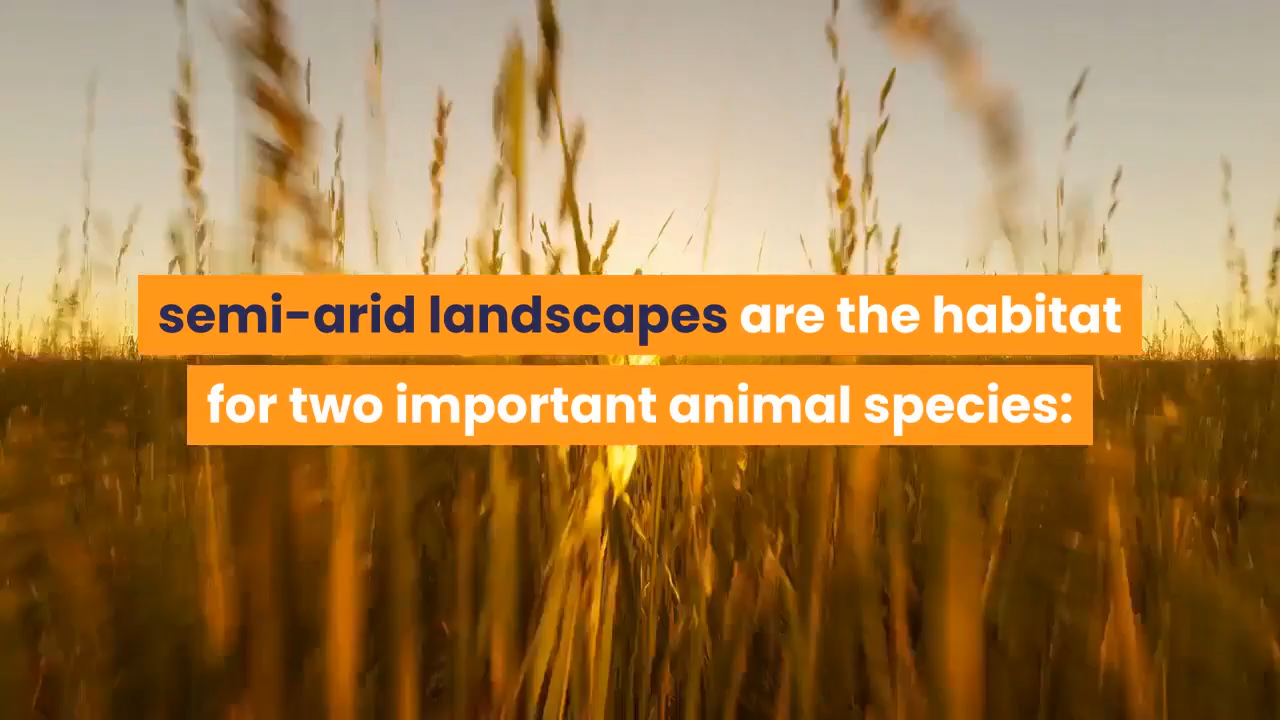 semi-arid landscapes are the habitat
for two important animal species: